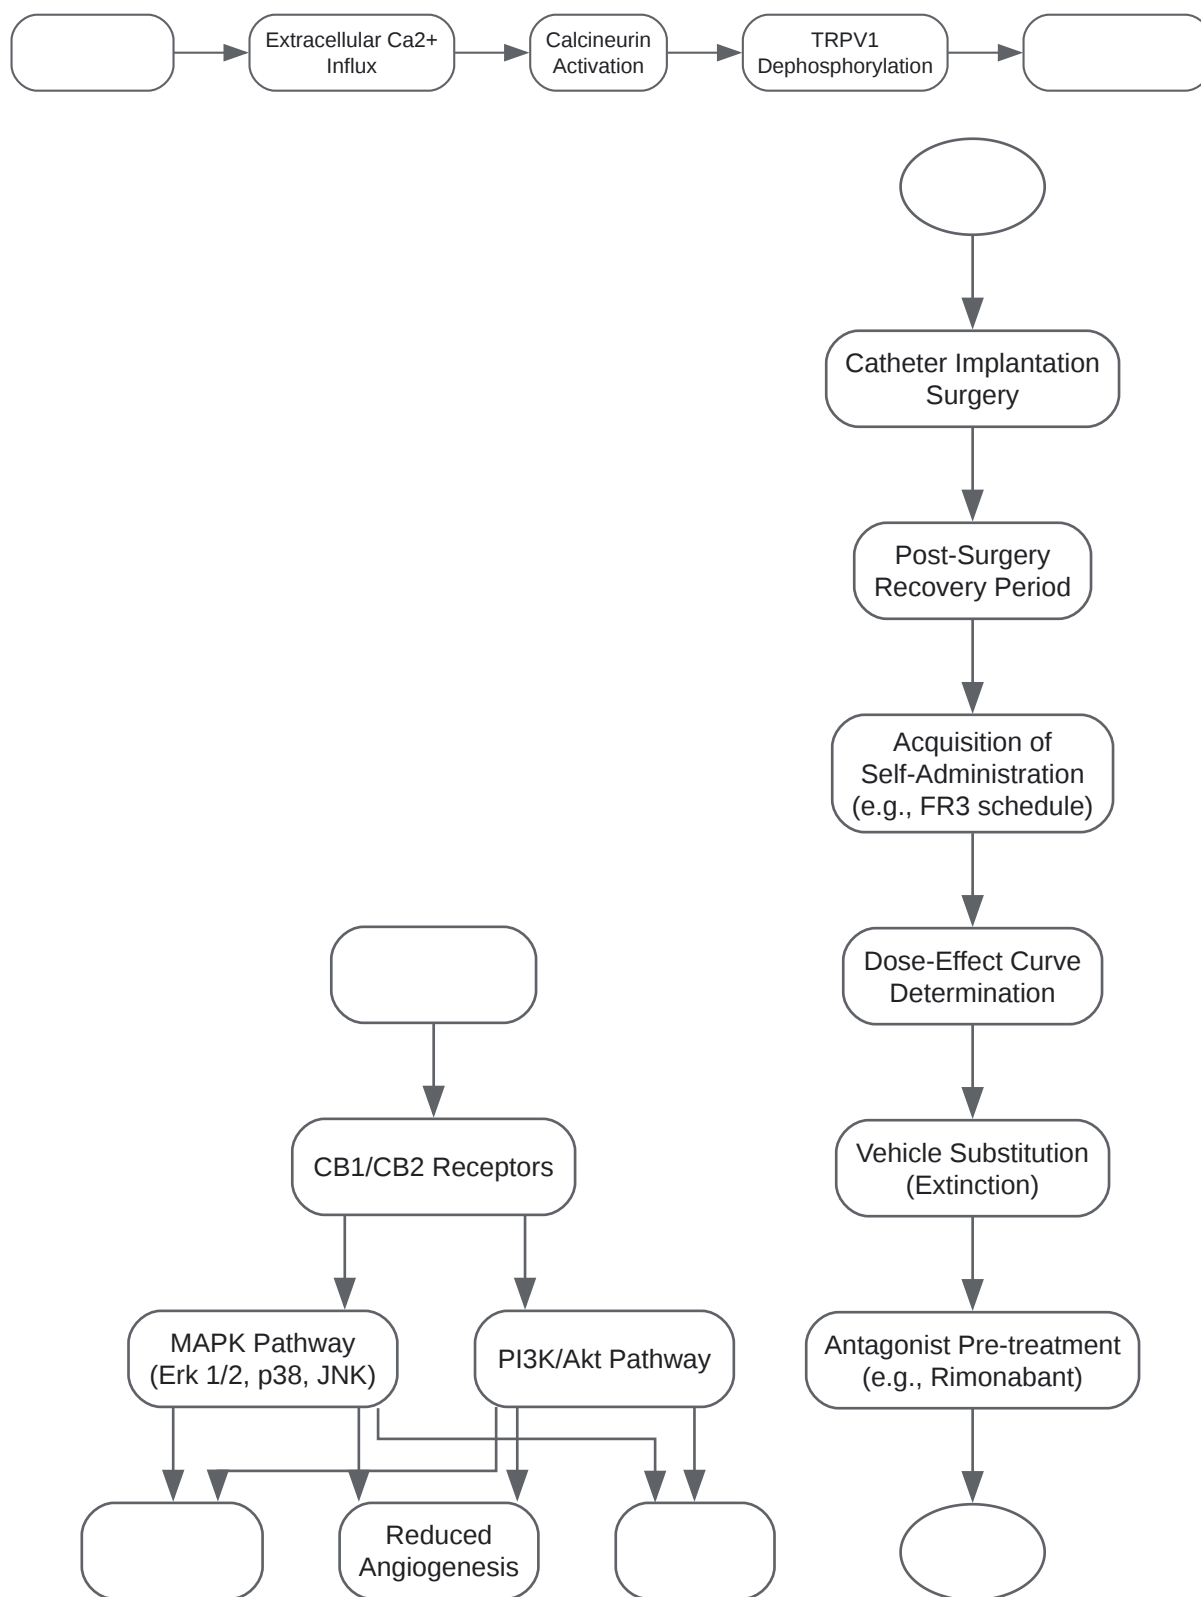 Extracellular Ca2+
Influx
Calcineurin
Activation
TRPV1
Dephosphorylation
Catheter Implantation
Surgery
Post-Surgery
Recovery Period
Acquisition of
Self-Administration
(e.g., FR3 schedule)
Dose-Effect Curve
Determination
CB1/CB2 Receptors
Vehicle Substitution
(Extinction)
MAPK Pathway
(Erk 1/2, p38, JNK)
PI3K/Akt Pathway
Antagonist Pre-treatment
(e.g., Rimonabant)
Reduced
Angiogenesis